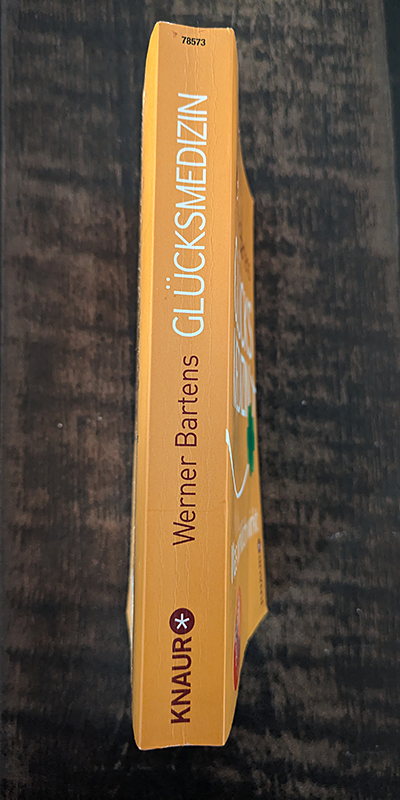 78573
GLÜCKSMEDIZIN
Werner Bartens
KNAUR*